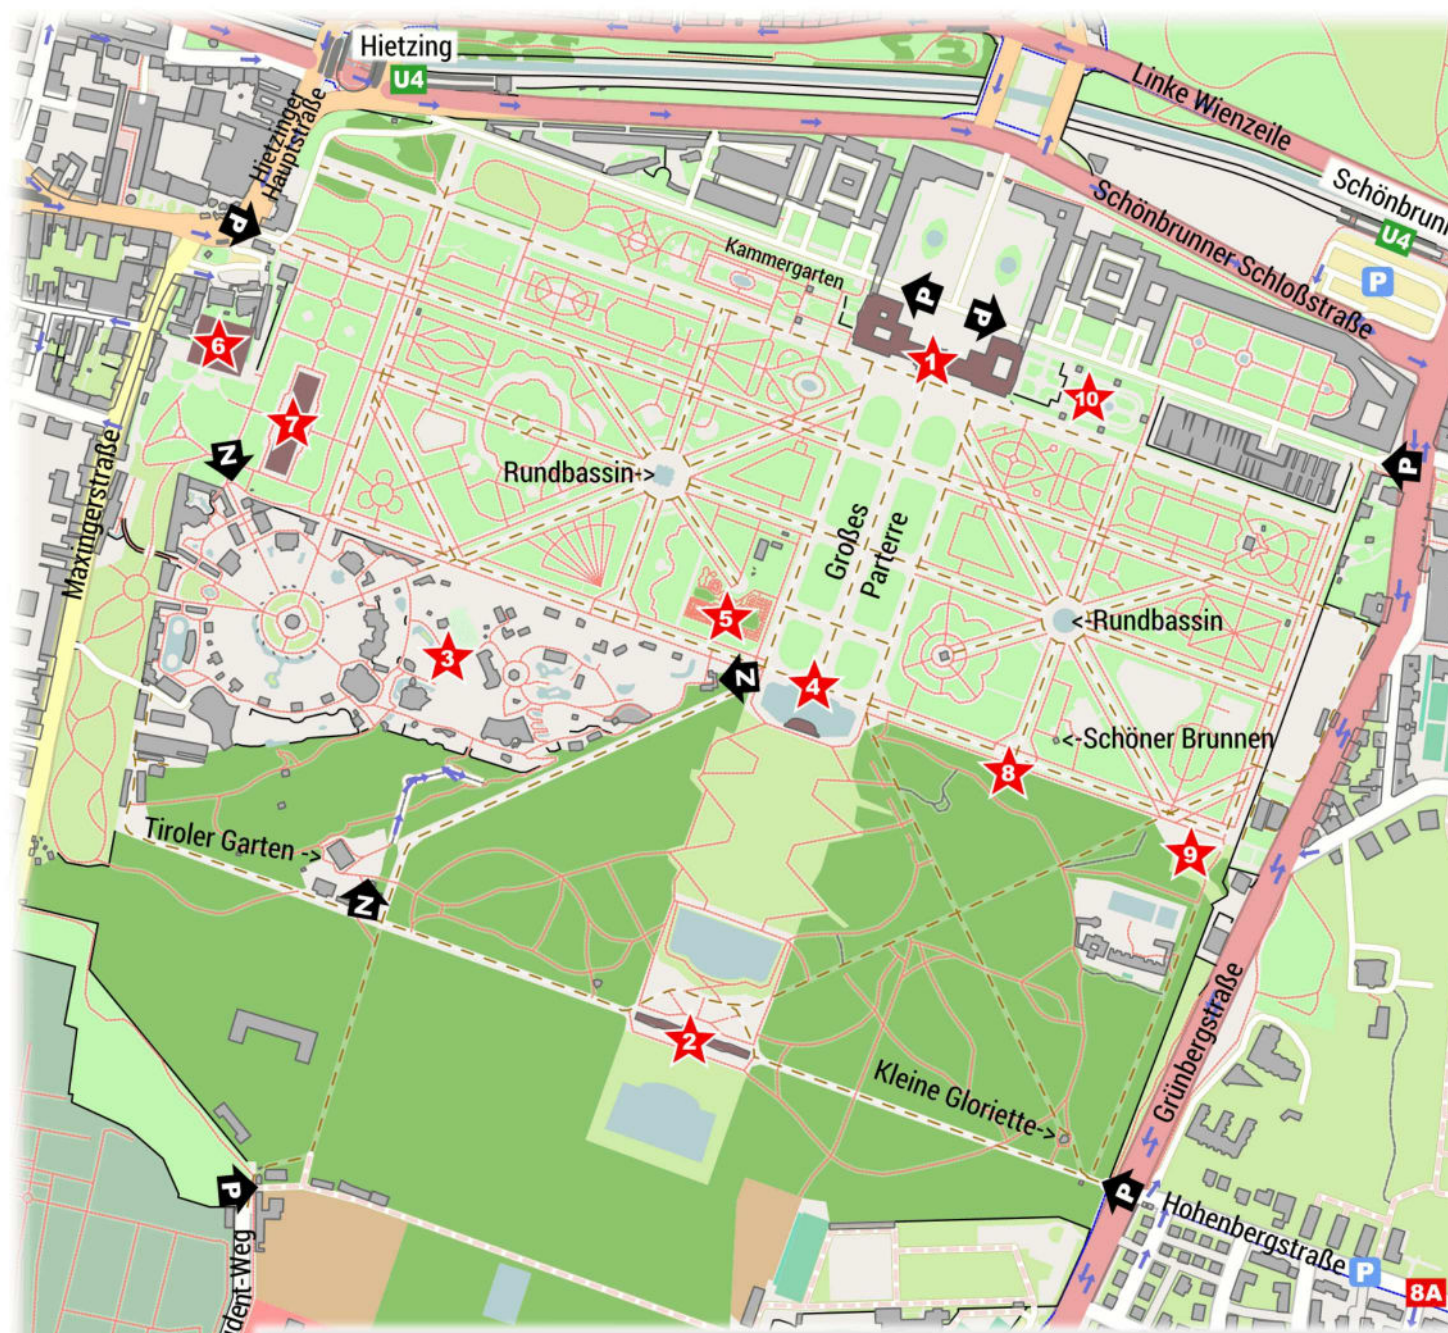 Hietzing
U4
Linke Wienzeile
Hietzinger
Hauptstraße
Schönbrunn
U4
P
Schönbrunner Schloßstraße
P
Kammergarten
P
P
1
6
10
7
N
Rundbassin->
P
Maxingerstraße
Großes
Parterre
5
<-Rundbassin
3
N
4
<-Schöner Brunnen
8
Tiroler Garten ->
9
N
2
Grünbergstraße
Kleine Gloriette->
P
P
Hohenbergstraße
P
8A
dent-Weg